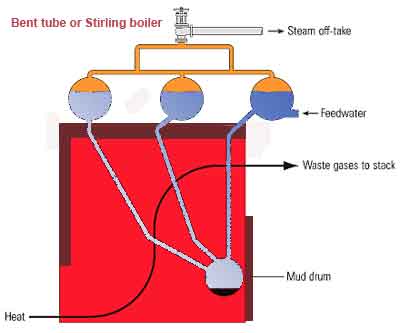 Bent tube or Stirling boiler
Steam off-take
Feedwater
Waste gases to stack
Mud drum
Heat